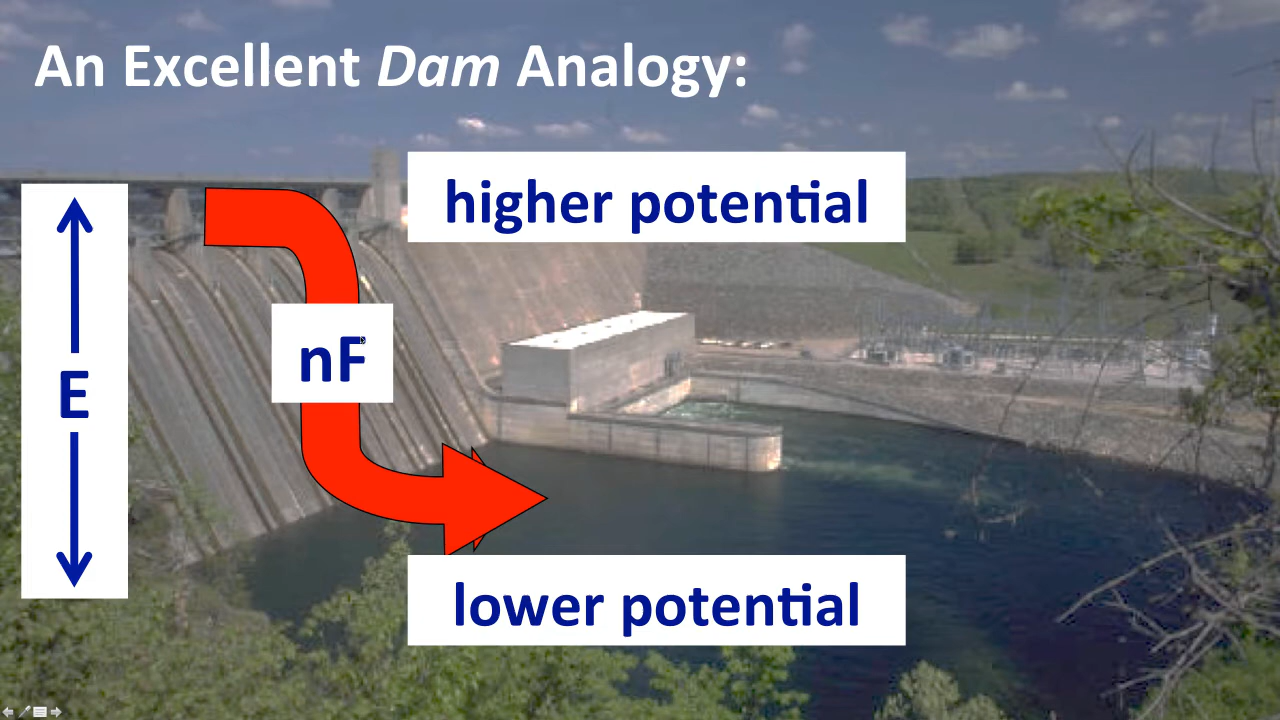 An Excellent Dam Analogy:
higher potential
nF
E
lower potential